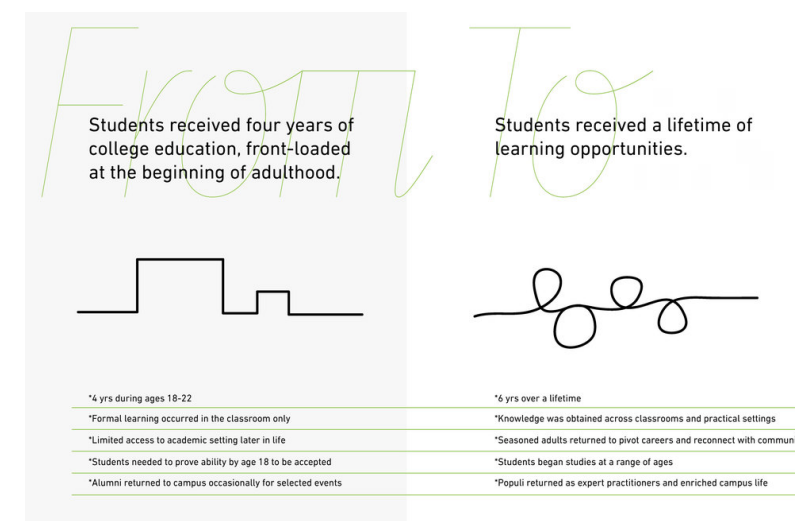 From
Students received four years of
college education, front-loaded
at the beginning of adulthood.
*4 yrs during ages 18-22
*Formal learning occurred in the classroom only
*Limited access to academic setting later in life
*Students needed to prove ability by age 18 to be accepted
*Alumni returned to campus occasionally for selected events
To
Students received a lifetime of
learning opportunities.
*6 yrs over a lifetime
*Knowledge was obtained across classrooms and practical settings
*Seasoned adults returned to pivot careers and reconnect with commun
*Students began studies at a range of ages
*Populi returned as expert practitioners and enriched campus life